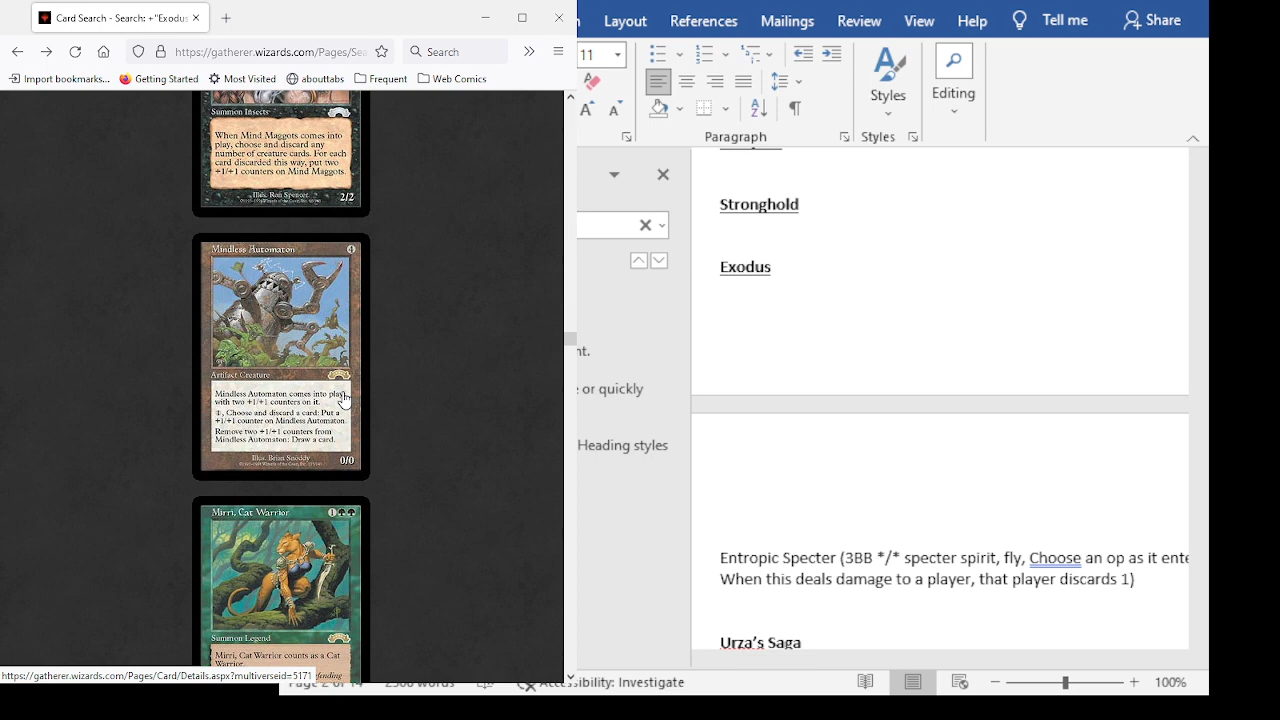 Card Search - Search: +"Exodus
https://gatherer.wizards.com/Pages/Sea
Search
Import bookmarks...
Getting Started
Most Visited
abouttabs
Frequent
Web Comics
Summon Insects
When Mind Maggots comes into
play, choose and discard any
number of creature cards. For each
card discarded this way, put two
+1/+1 counters on Mind Maggots.
Illus. Ron Spencer
2/2
Mindless Automaton 4
Artifact Creature
Mindless Automaton comes into play
with two +1/+1 counters on it.
1, Choose and discard a card: Put a
+1/+1 counter on Mindless Automaton.
Remove two +1/+1 counters from
Mindless Automaton: Draw a card.
Illus. Brian Snoddy
0/0
Mirri, Cat Warrior 1
Summon Legend
Mirri, Cat Warrior counts as a Cat
Warrior.
https://gatherer.wizards.com/Pages/Card/Details.aspx?multiverseid=5171
Layout References Mailings Review View Help Tell me Share
11
Paragraph
Styles
Styles
Editing
nt.
or quickly
Heading styles
Stronghold
Exodus
Entropic Specter (3BB */* specter spirit, fly, Choose an op as it ente
When this deals damage to a player, that player discards 1)
Urza's Saga
Accessibility: Investigate
100%